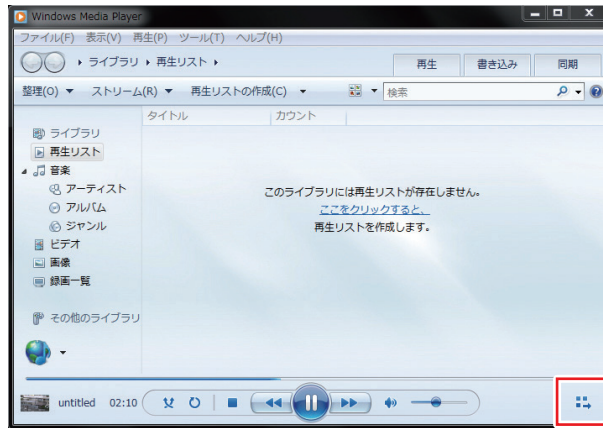 Windows Media Player
ファイル(F) 表示(V) 再生(P) ツール(T) ヘルプ(H)
ライブラリ 再生リスト
再生 書き込み 同期
整理(O) ストリーム(R) 再生リストの作成(C) 検索
タイトル カウント
ライブラリ
再生リスト
音楽
アーティスト
アルバム
ジャンル
ビデオ
画像
録画一覧
その他のライブラリ
このライブラリには再生リストが存在しません。
ここをクリックすると、
再生リストを作成します。
untitled 02:10